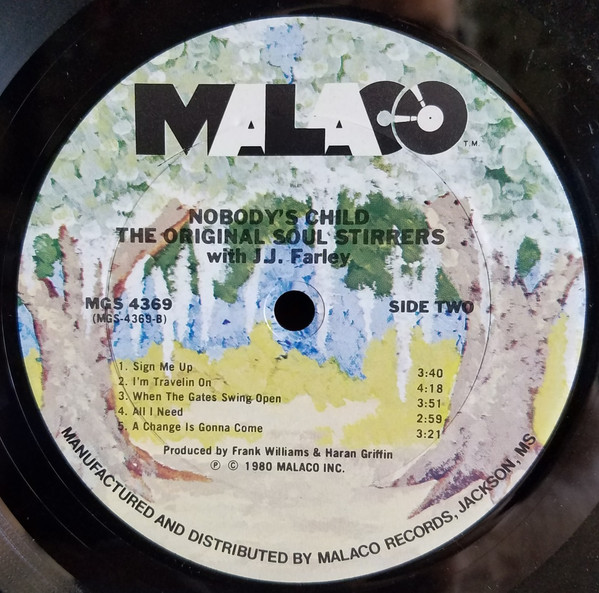 MALACO TM
NOBODY'S CHILD
THE ORIGINAL SOUL STIRRERS
with J.J. Farley
MGS 4369 SIDE TWO
(MGS-4369-B)
1. Sign Me Up 3:40
2. I'm Travelin On 4:18
3. When The Gates Swing Open 3:51
4. All I Need 2:59
5. A Change Is Gonna Come 3:21
Produced by Frank Williams & Haran Griffin
Ⓟ © 1980 MALACO INC.
MANUFACTURED AND DISTRIBUTED BY MALACO RECORDS, JACKSON, MS